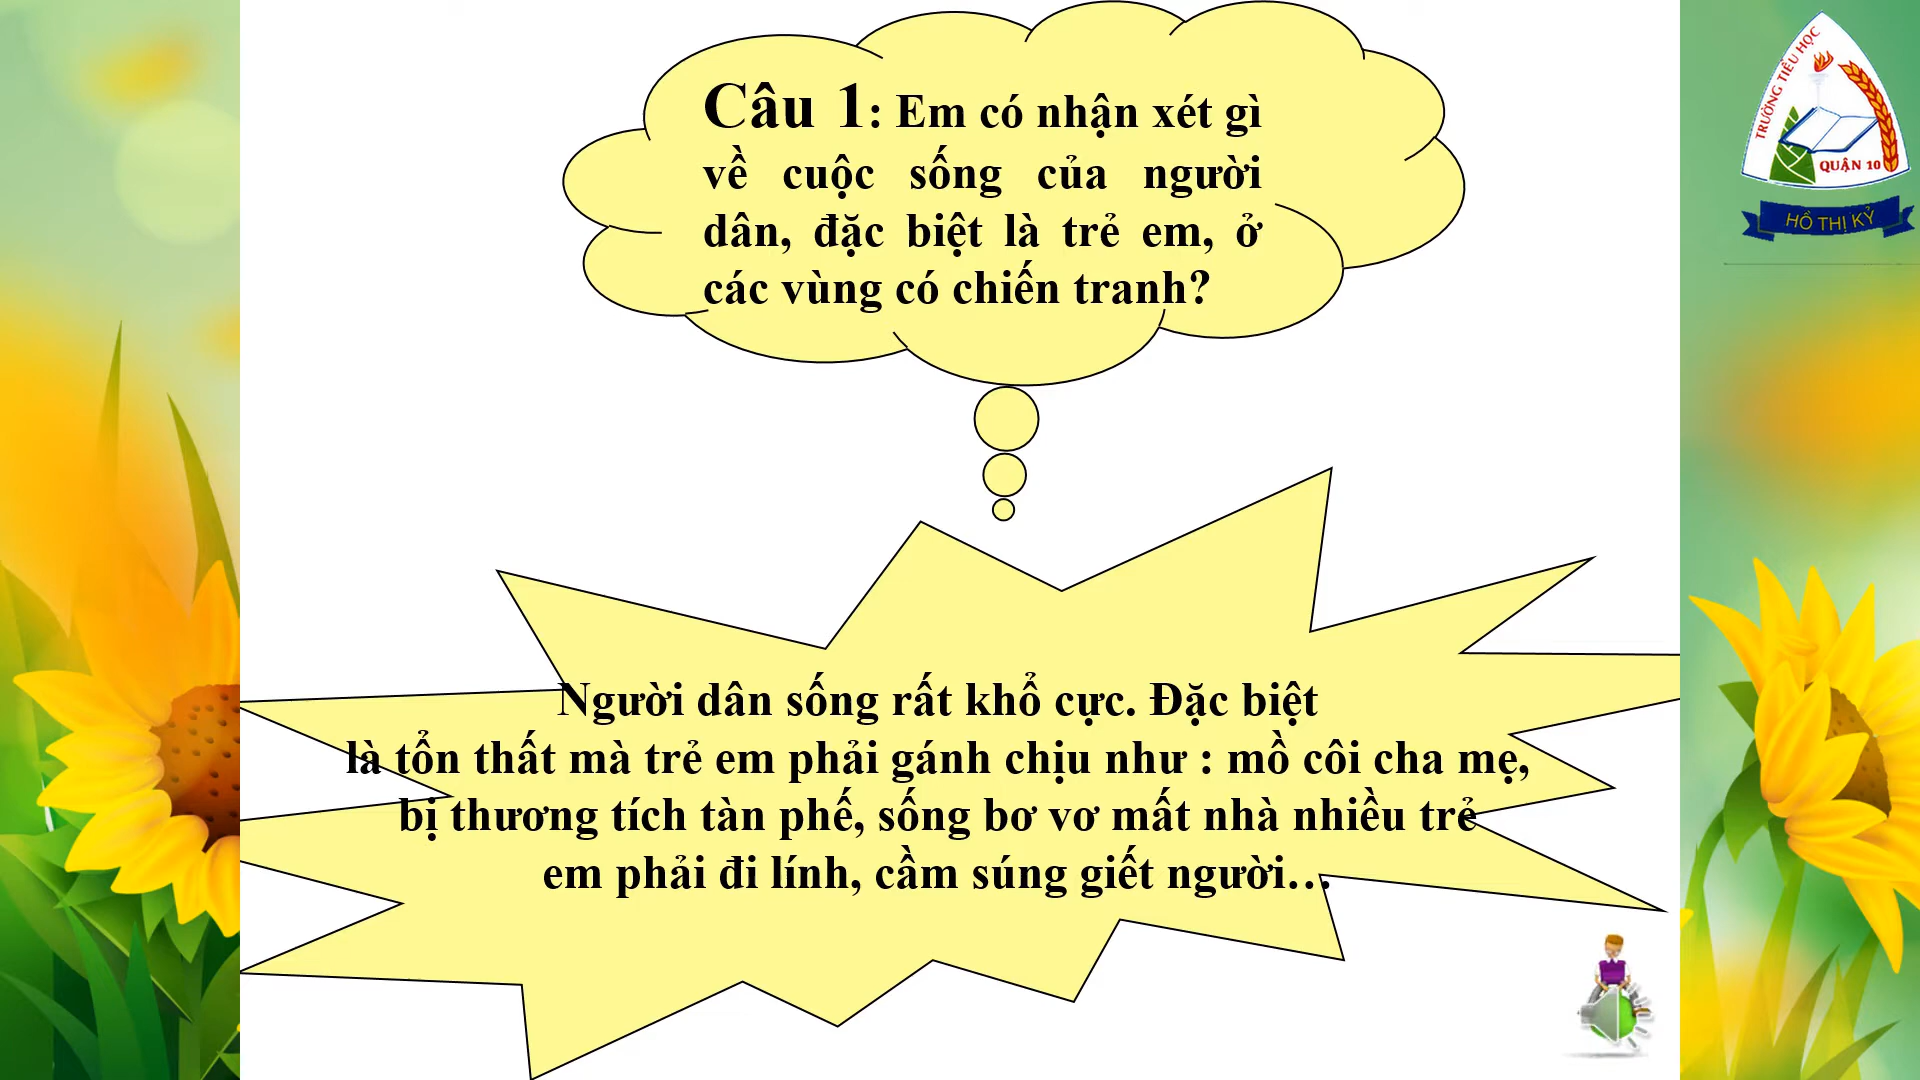 Câu 1: Em có nhận xét gì
về cuộc sống của người
dân, đặc biệt là trẻ em, ở
các vùng có chiến tranh?
TRƯỜNG TIỂU HỌC
QUẬN 10
HỒ THỊ KỶ
Người dân sống rất khổ cực. Đặc biệt
là tổn thất mà trẻ em phải gánh chịu như : mồ côi cha mẹ,
bị thương tích tàn phế, sống bơ vơ mất nhà nhiều trẻ
em phải đi lính, cầm súng giết người…